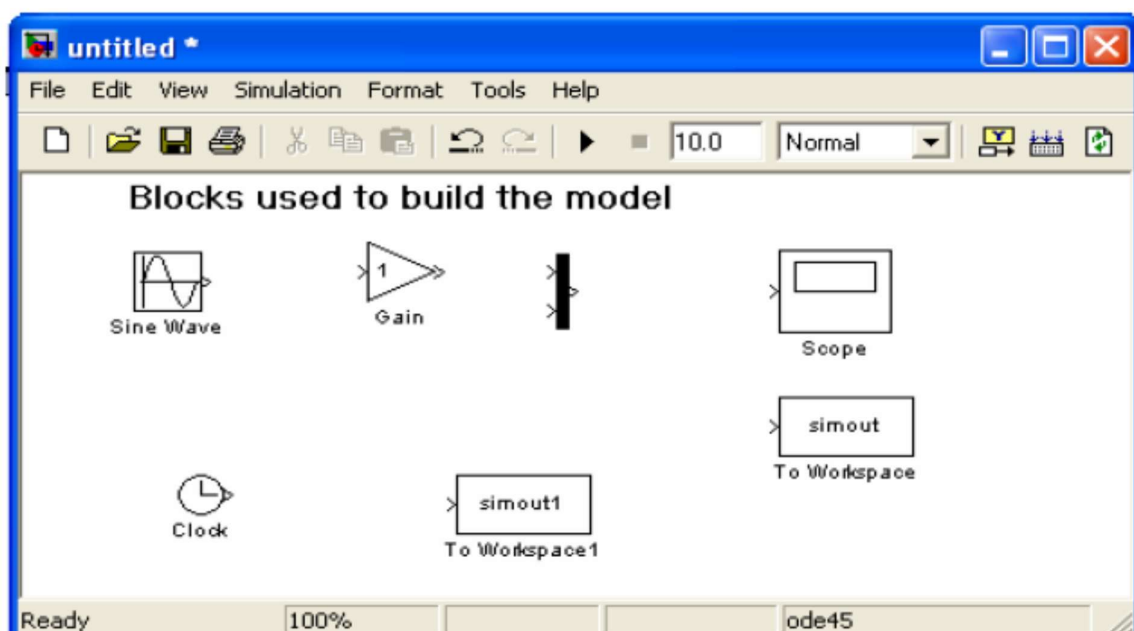 untitled *
File Edit View Simulation Format Tools Help
10.0 Normal
Blocks used to build the model
1
Sine Wave
Gain
Scope
simout
To Workspace
simout1
Clock
To Workspace1
Ready 100% ode45